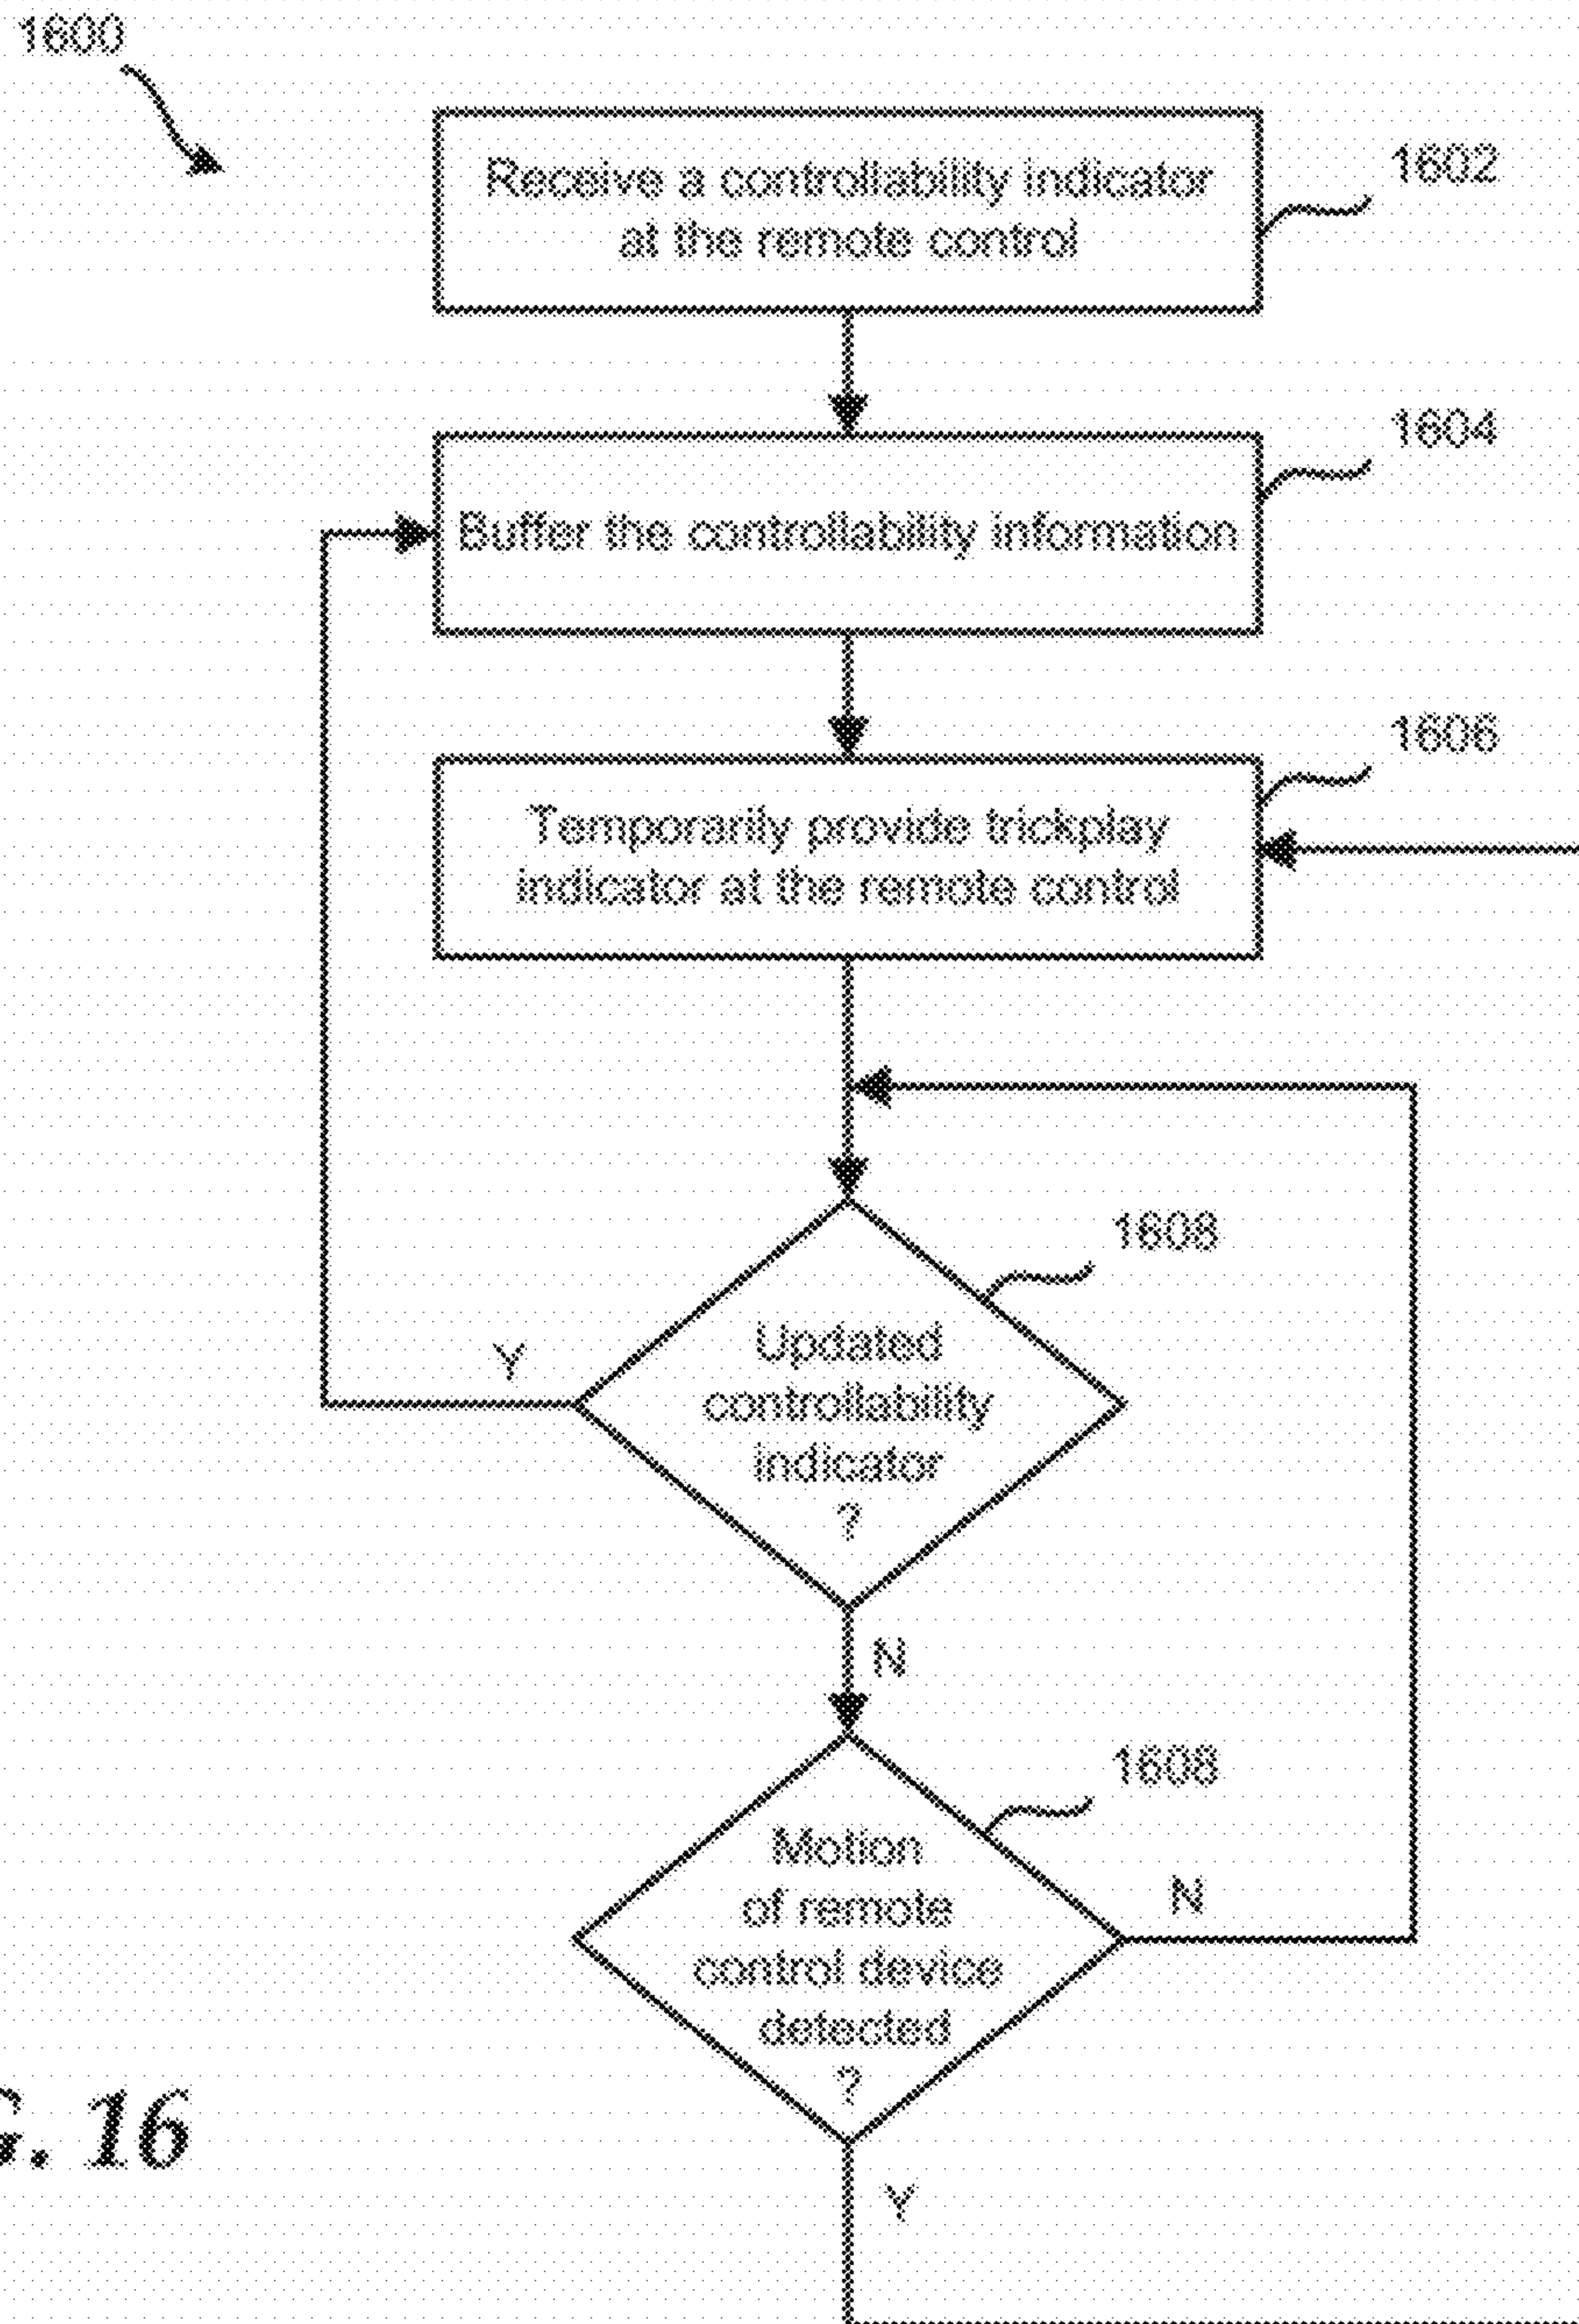 1600
Receive a controllability indicator
at the remote control
1602
Buffer the controllability information
1604
Temporarily provide trickplay
indicator at the remote control
1606
Updated
controllability
indicator
?
1608
Y
N
Motion
of remote
control device
detected
?
1608
N
Y
G. 16